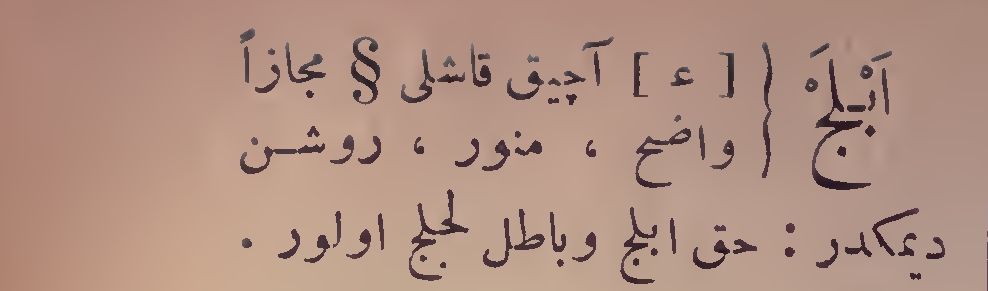 اَبْلَجْ { [ ء ] آچیق قاشلی § مجازاً
واضح ، منور ، روشن
دیمکدر : حق ابلج وباطل لجلج اولور .